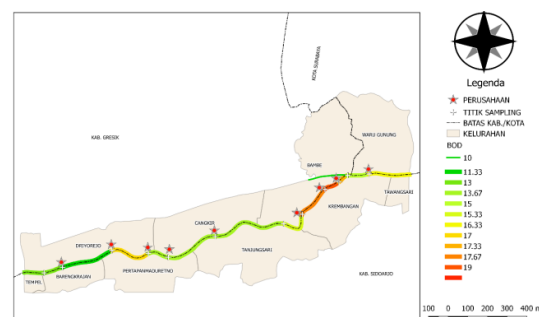 KOTA SURABAYA
KAB. GRESIK
WARU GUNUNG
BAMBE
TAWANGSARI
KREMBANGAN
CANGKIR
TANJUNGSARI
DRIYOREJO
PERTAPANMADURETNO
BARENGKRAJAN
KAB. SIDOARJO
Legenda
PERUSAHAAN
TITIK SAMPLING
BATAS KAB./KOTA
KELURAHAN
BOD
10
11.33
13
13.67
15
15.33
16.33
17
17.33
17.67
19
100 0 100 200 300 400 m